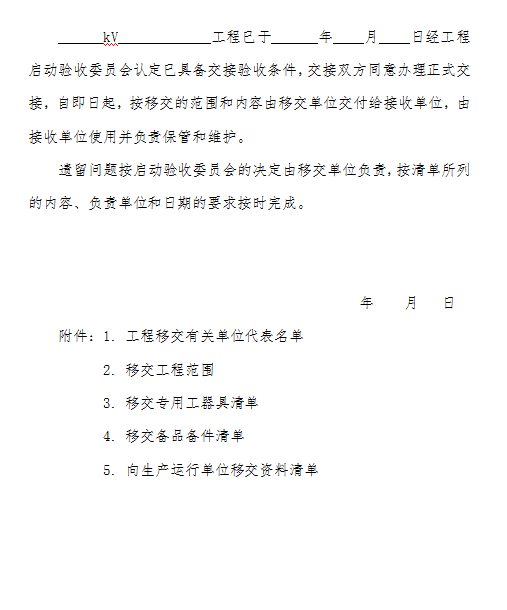 ______kV____________工程已于______年____月____日经工程
启动验收委员会认定已具备交接验收条件，交接双方同意办理正式交
接，自即日起，按移交的范围和内容由移交单位交付给接收单位，由
接收单位使用并负责保管和维护。
遗留问题按启动验收委员会的决定由移交单位负责，按清单所列
的内容、负责单位和日期的要求按时完成。
年 月 日
附件：1. 工程移交有关单位代表名单
2. 移交工程范围
3. 移交专用工器具清单
4. 移交备品备件清单
5. 向生产运行单位移交资料清单